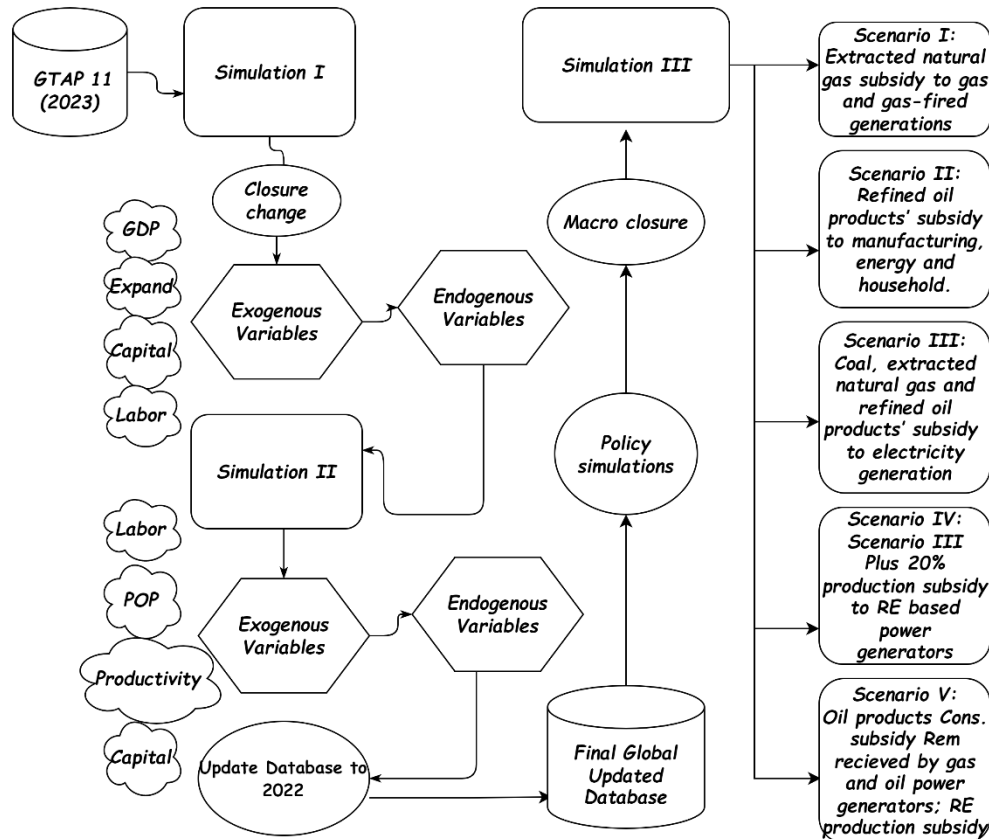 GTAP 11
(2023)
Simulation I
Closure
change
GDP
Expand
Capital
Labor
Exogenous
Variables
Endogenous
Variables
Simulation II
Labor
POP
Productivity
Capital
Exogenous
Variables
Endogenous
Variables
Update Database to
2022
Final Global
Updated
Database
Policy
simulations
Macro closure
Simulation III
Scenario I:
Extracted natural
gas subsidy to gas
and gas-fired
generations
Scenario II:
Refined oil
products' subsidy
to manufacturing,
energy and
household.
Scenario III:
Coal, extracted
natural gas and
refined oil
products' subsidy
to electricity
generation
Scenario IV:
Scenario III
Plus 20%
production subsidy
to RE based
power
generators
Scenario V:
Oil products Cons.
subsidy Rem
recieved by gas
and oil power
generators; RE
production subsidy